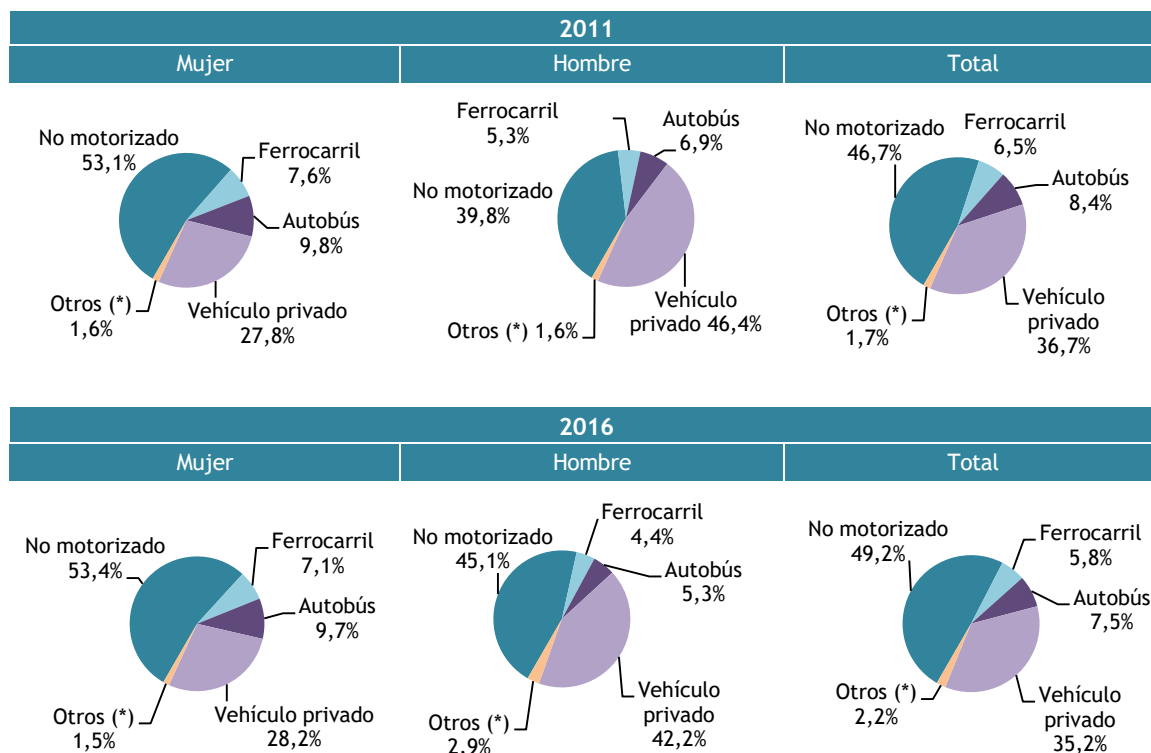 2011
Mujer
Hombre
Total
No motorizado
53,1%
Ferrocarril
7,6%
Autobús
9,8%
Vehículo privado
27,8%
Otros (*)
1,6%
Ferrocarril
5,3%
Autobús
6,9%
No motorizado
39,8%
Vehículo
privado 46,4%
Otros (*) 1,6%
No motorizado
46,7%
Ferrocarril
6,5%
Autobús
8,4%
Vehículo
privado
36,7%
Otros (*)
1,7%
2016
Mujer
Hombre
Total
No motorizado
53,4%
Ferrocarril
7,1%
Autobús
9,7%
Vehículo privado
28,2%
Otros (*)
1,5%
No motorizado
45,1%
Ferrocarril
4,4%
Autobús
5,3%
Vehículo
privado
42,2%
Otros (*)
2,9%
No motorizado
49,2%
Ferrocarril
5,8%
Autobús
7,5%
Vehículo
privado
35,2%
Otros (*)
2,2%